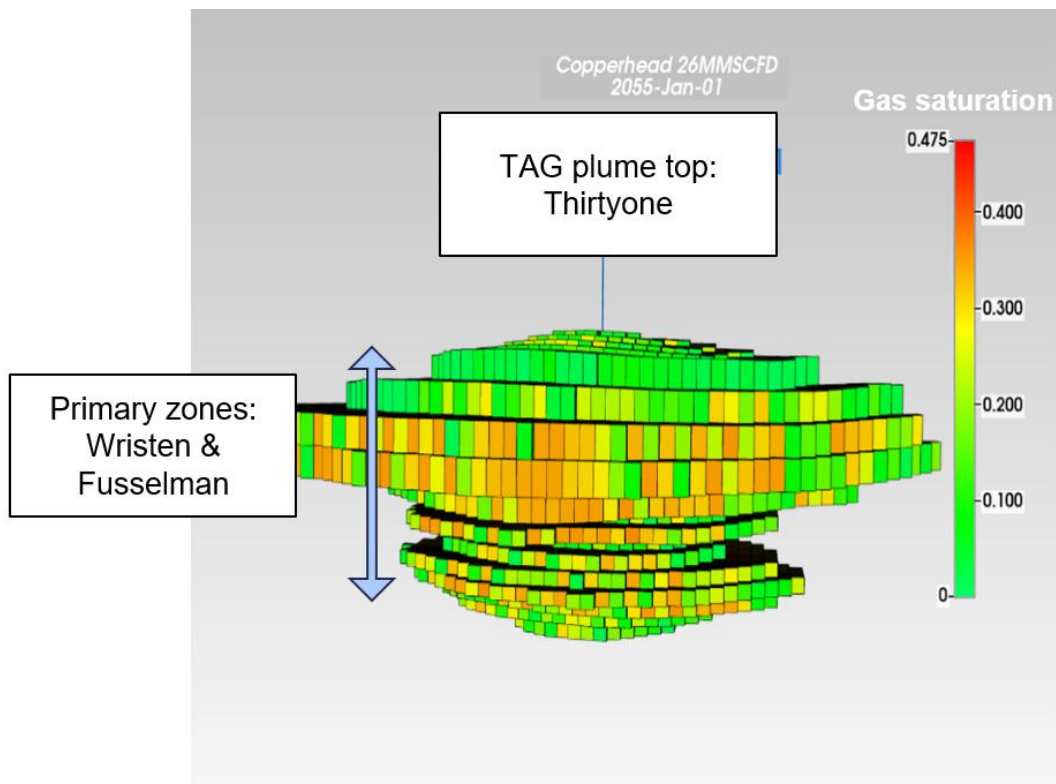 Copperhead 26MMSCFD
2055-Jan-01
Gas saturation
TAG plume top:
Thirtyone
0.475
0.400
0.300
0.200
0.100
0
Primary zones:
Wristen &
Fusselman